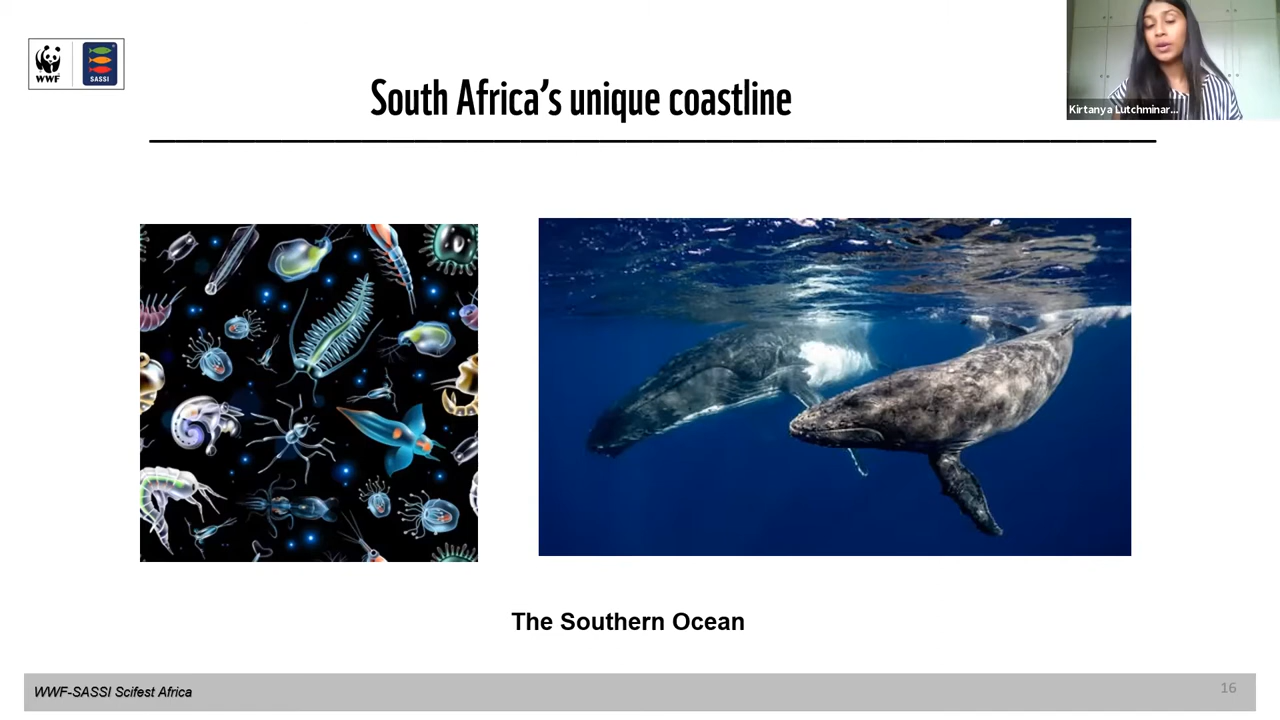 WWF
SASSI
South Africa's unique coastline
Kirtanya Lutchminar...
The Southern Ocean
WWF-SASSI Scifest Africa
16